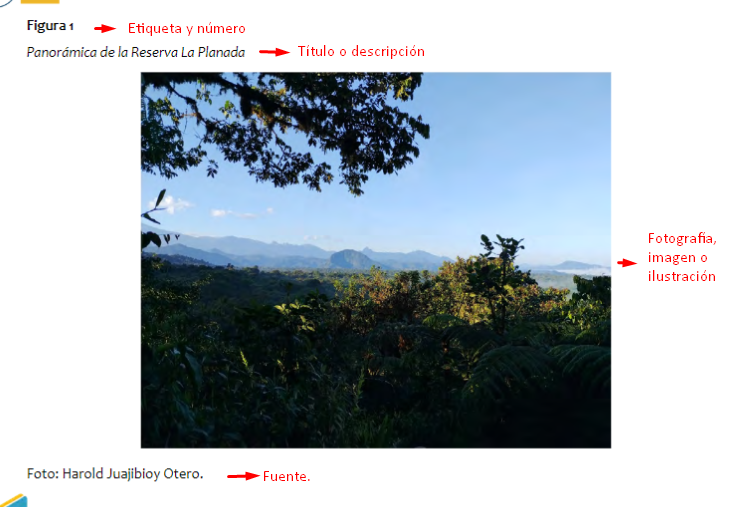 Figura 1
Etiqueta y número
Panorámica de la Reserva La Planada
Título o descripción
Fotografía,
imagen o
ilustración
Foto: Harold Juajibioy Otero.
Fuente.